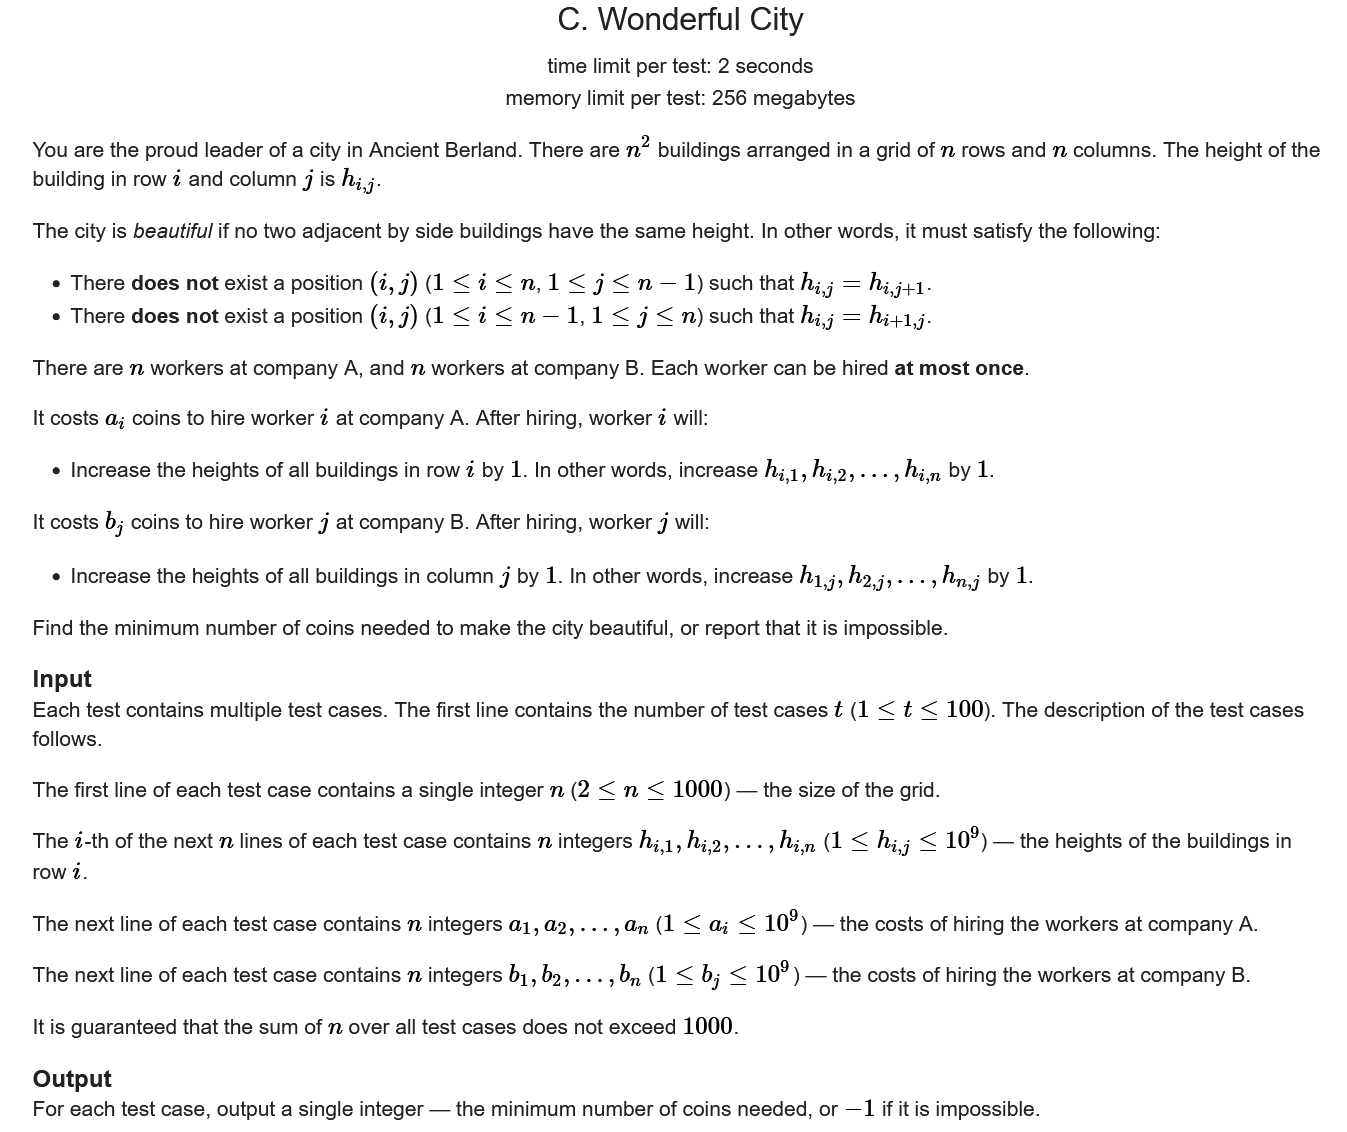 C. Wonderful City
time limit per test: 2 seconds
memory limit per test: 256 megabytes
You are the proud leader of a city in Ancient Berland. There are n² buildings arranged in a grid of n rows and n columns. The height of the
building in row i and column j is h_{i,j}.
The city is beautiful if no two adjacent by side buildings have the same height. In other words, it must satisfy the following:
• There does not exist a position (i, j) (1 ≤ i ≤ n, 1 ≤ j ≤ n − 1) such that h_{i,j} = h_{i,j+1}.
• There does not exist a position (i, j) (1 ≤ i ≤ n − 1, 1 ≤ j ≤ n) such that h_{i,j} = h_{i+1,j}.
There are n workers at company A, and n workers at company B. Each worker can be hired at most once.
It costs a_i coins to hire worker i at company A. After hiring, worker i will:
• Increase the heights of all buildings in row i by 1. In other words, increase h_{i,1}, h_{i,2}, . . . , h_{i,n} by 1.
It costs b_j coins to hire worker j at company B. After hiring, worker j will:
• Increase the heights of all buildings in column j by 1. In other words, increase h_{1,j}, h_{2,j}, . . . , h_{n,j} by 1.
Find the minimum number of coins needed to make the city beautiful, or report that it is impossible.
Input
Each test contains multiple test cases. The first line contains the number of test cases t (1 ≤ t ≤ 100). The description of the test cases
follows.
The first line of each test case contains a single integer n (2 ≤ n ≤ 1000) — the size of the grid.
The i-th of the next n lines of each test case contains n integers h_{i,1}, h_{i,2}, . . . , h_{i,n} (1 ≤ h_{i,j} ≤ 10⁹) — the heights of the buildings in
row i.
The next line of each test case contains n integers a_1, a_2, . . . , a_n (1 ≤ a_i ≤ 10⁹) — the costs of hiring the workers at company A.
The next line of each test case contains n integers b_1, b_2, . . . , b_n (1 ≤ b_j ≤ 10⁹) — the costs of hiring the workers at company B.
It is guaranteed that the sum of n over all test cases does not exceed 1000.
Output
For each test case, output a single integer — the minimum number of coins needed, or −1 if it is impossible.